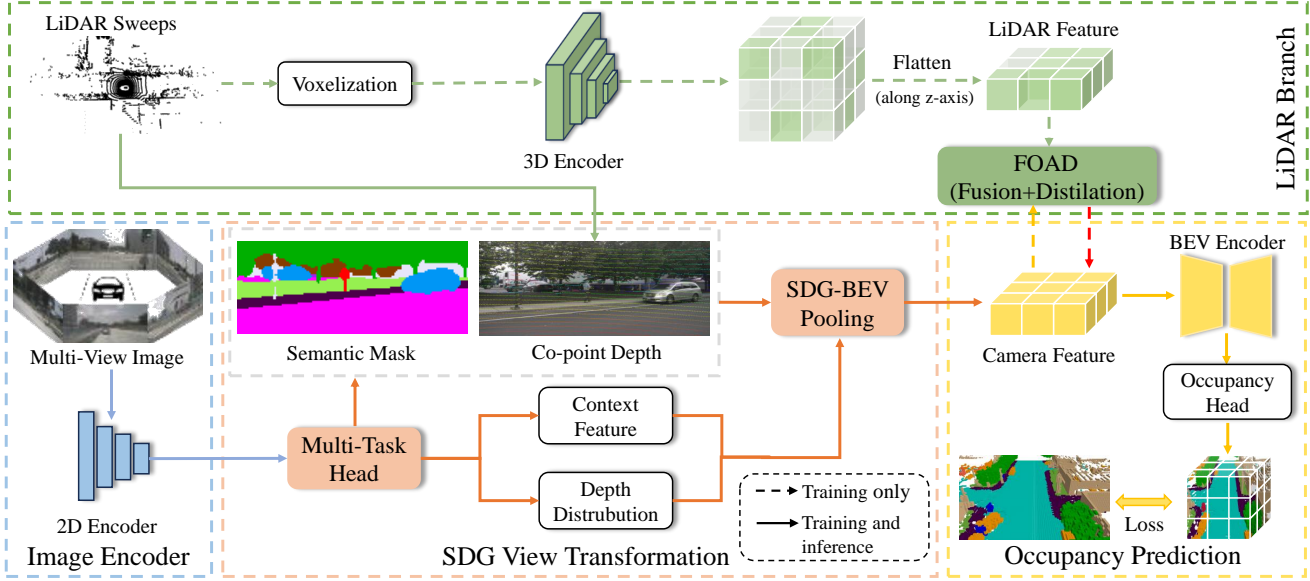 LiDAR Sweeps
Voxelization
3D Encoder
Flatten
(along z-axis)
LiDAR Feature
FOAD
(Fusion+Distilation)
LiDAR Branch
Multi-View Image
2D Encoder
Image Encoder
Semantic Mask
Co-point Depth
Multi-Task
Head
Context
Feature
Depth
Distrubution
SDG-BEV
Pooling
Training only
Training and
inference
SDG View Transformation
Camera Feature
BEV Encoder
Occupancy
Head
Loss
Occupancy Prediction